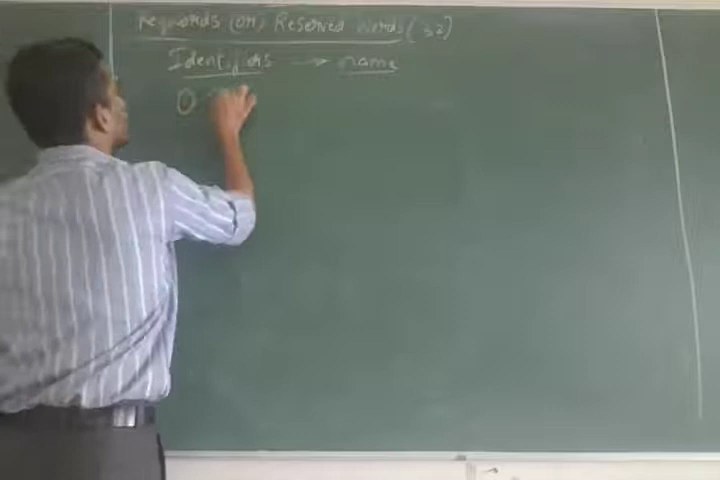 Keywords (or) Reserved words (32)
Identifiers → name